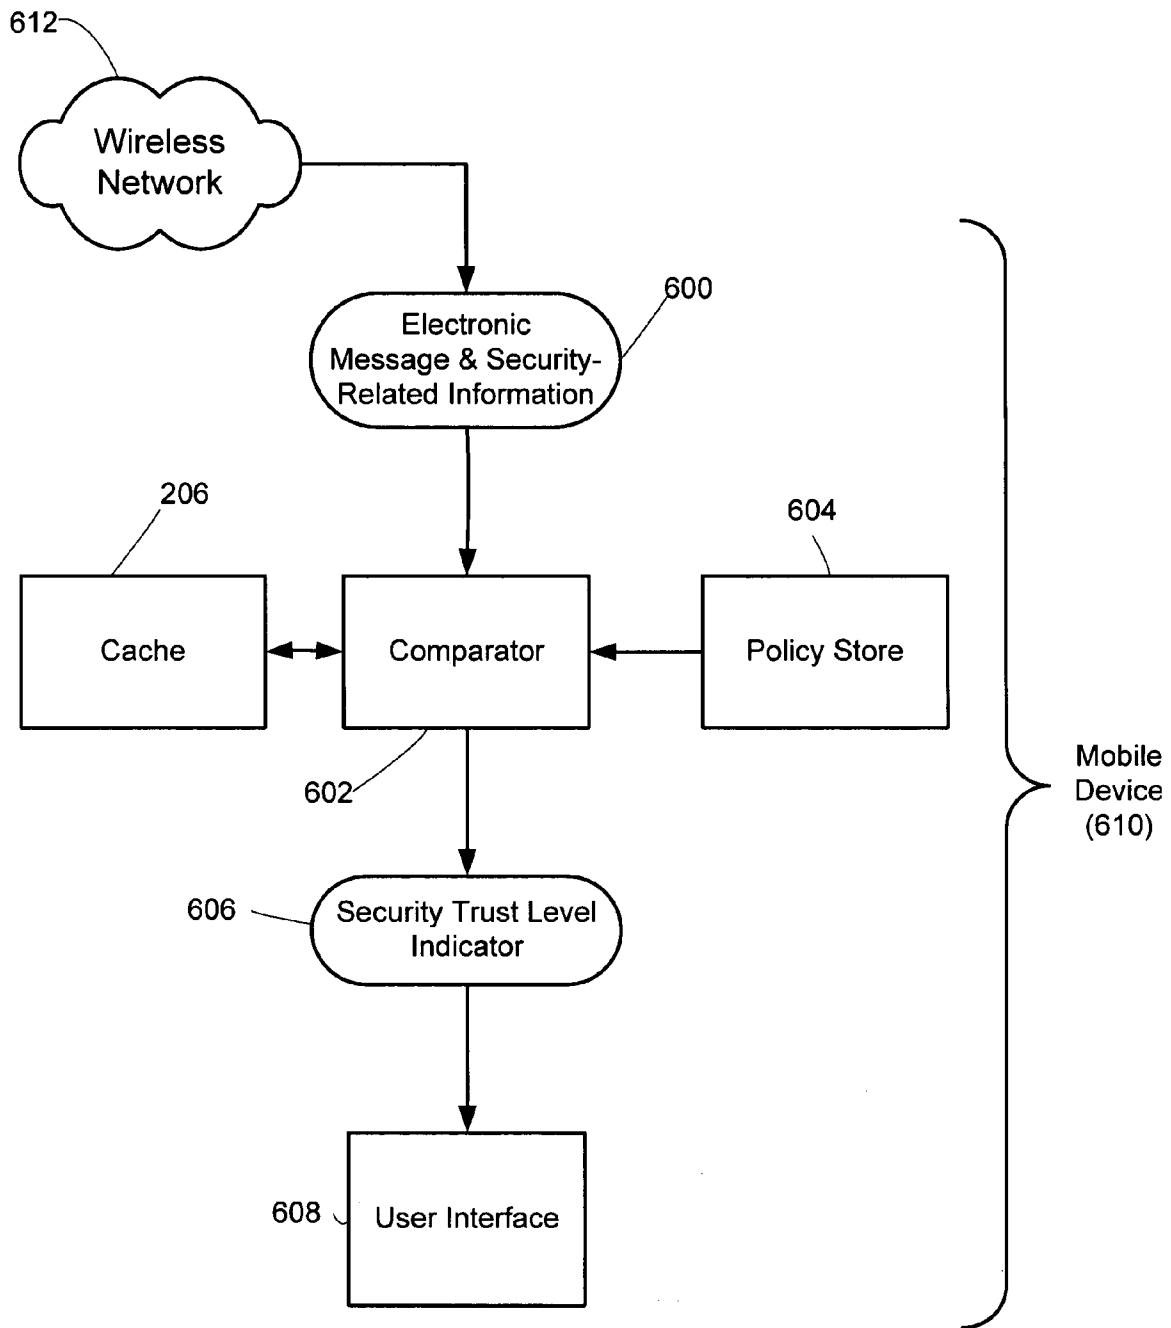 612
Wireless
Network
600
Electronic
Message & Security-
Related Information
206
604
Cache
Comparator
Policy Store
602
Mobile
Device
(610)
606
Security Trust Level
Indicator
608
User Interface